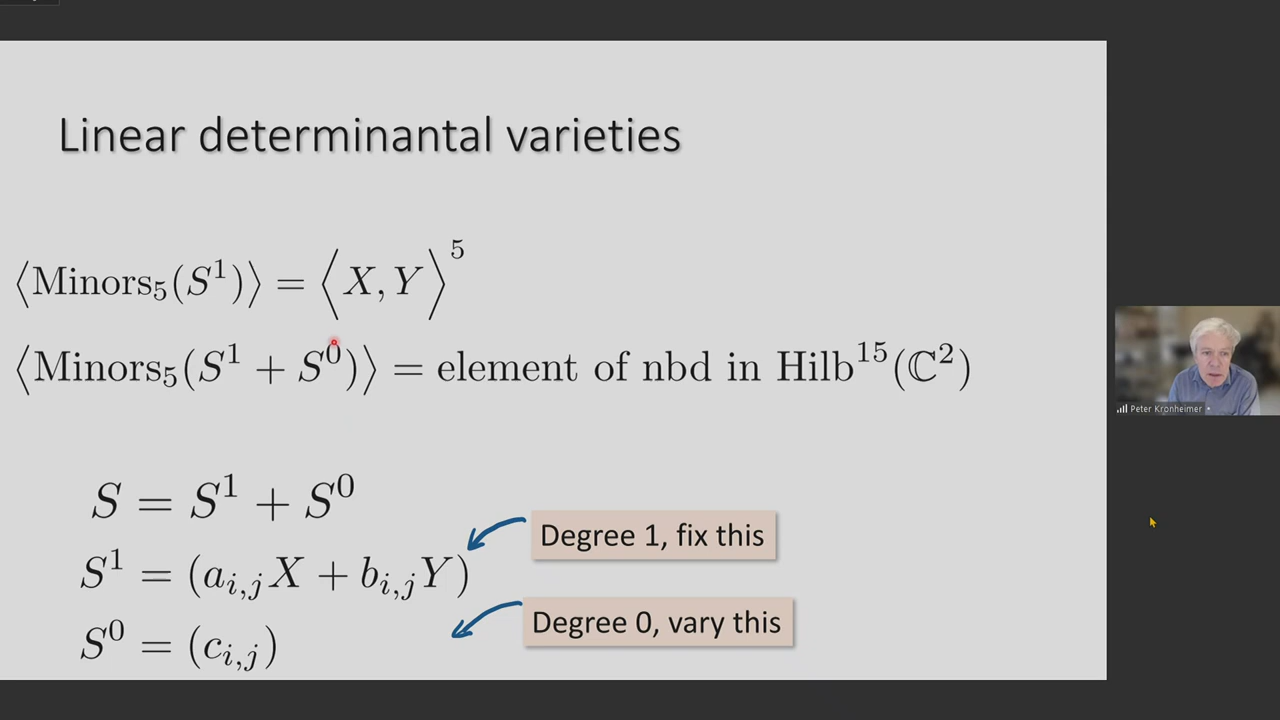 Linear determinantal varieties
⟨Minors₅(S¹)⟩ = ⟨X, Y⟩⁵
⟨Minors₅(S¹ + S⁰)⟩ = element of nbd in Hilb¹⁵(ℂ²)
S = S¹ + S⁰
Degree 1, fix this
S¹ = (a_{i,j}X + b_{i,j}Y)
Degree 0, vary this
S⁰ = (c_{i,j})
Peter Kronheimer